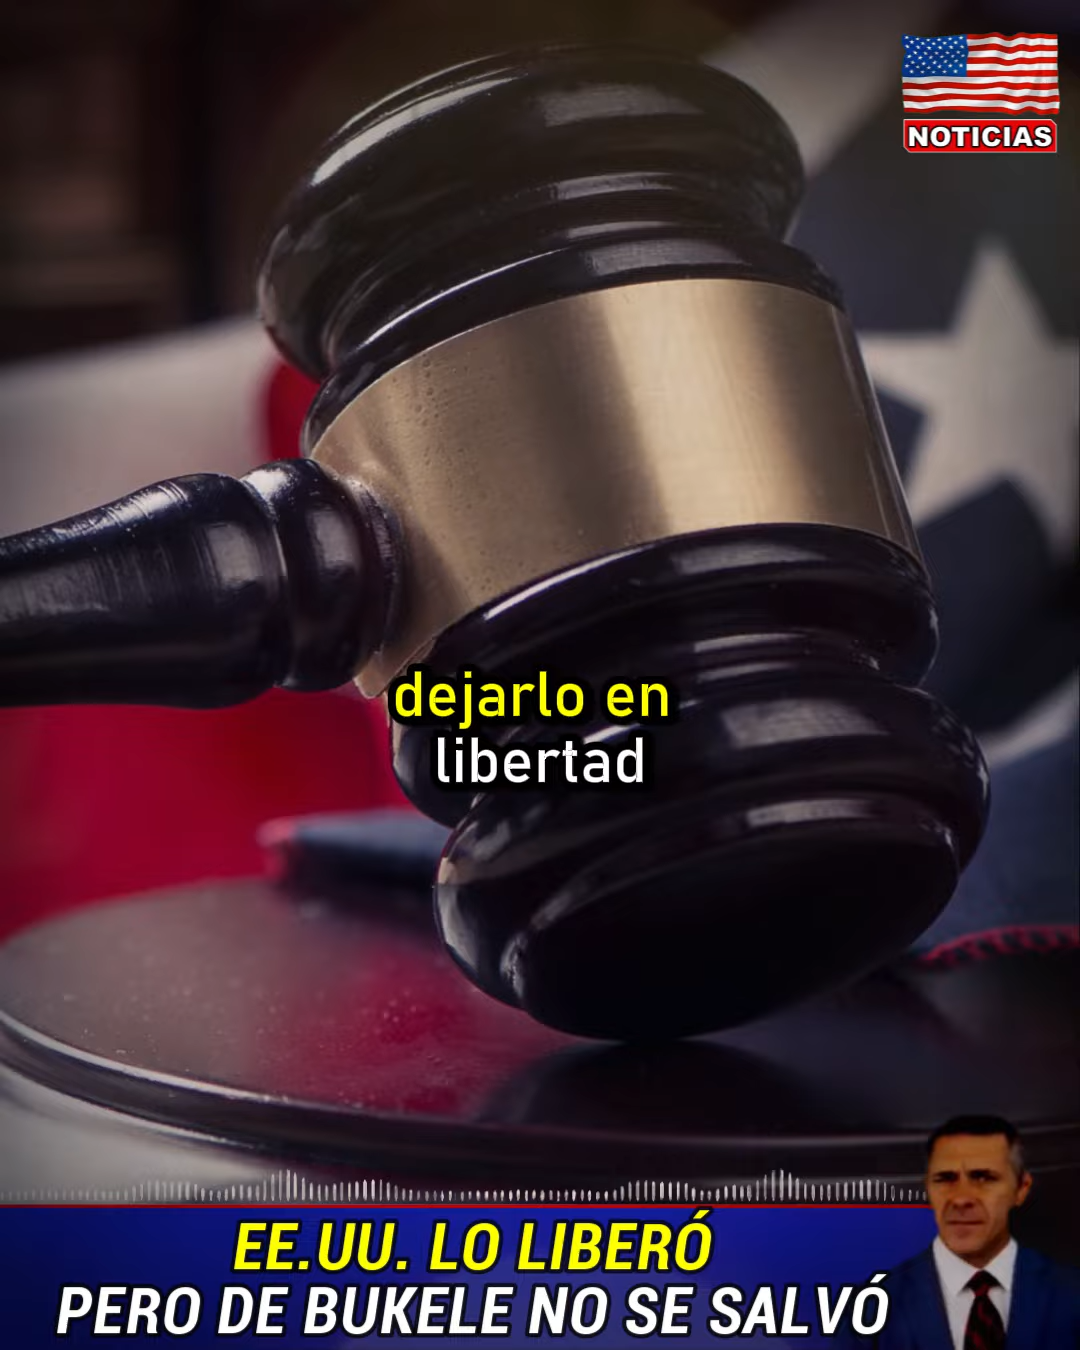 NOTICIAS
dejarlo en
libertad
EE.UU. LO LIBERÓ
PERO DE BUKELE NO SE SALVÓ